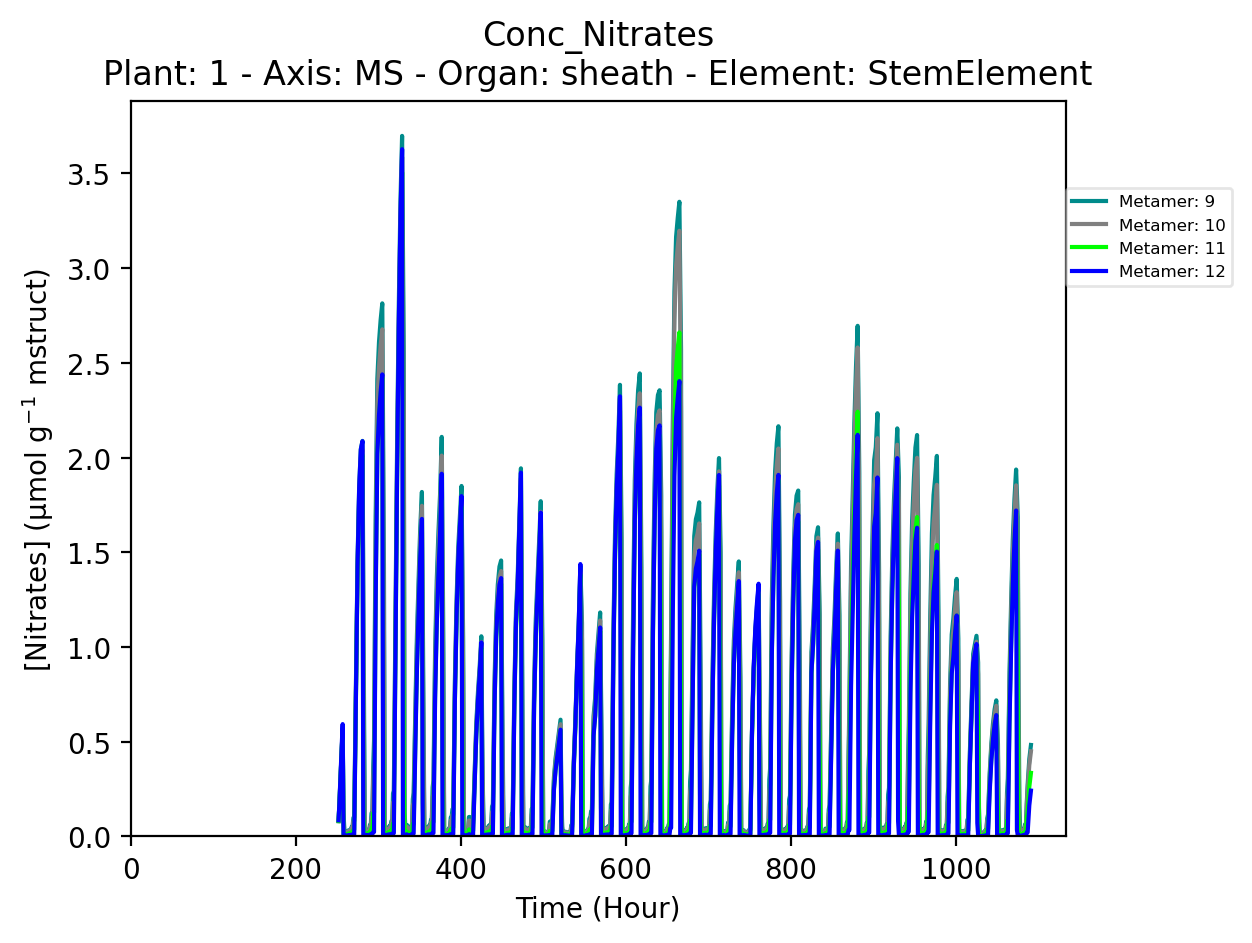 Conc_Nitrates
Plant: 1 - Axis: MS - Organ: sheath - Element: StemElement
[Nitrates] (µmol g⁻¹ mstruct)
3.5
3.0
2.5
2.0
1.5
1.0
0.5
0.0
0 200 400 600 800 1000
Time (Hour)
Metamer: 9
Metamer: 10
Metamer: 11
Metamer: 12